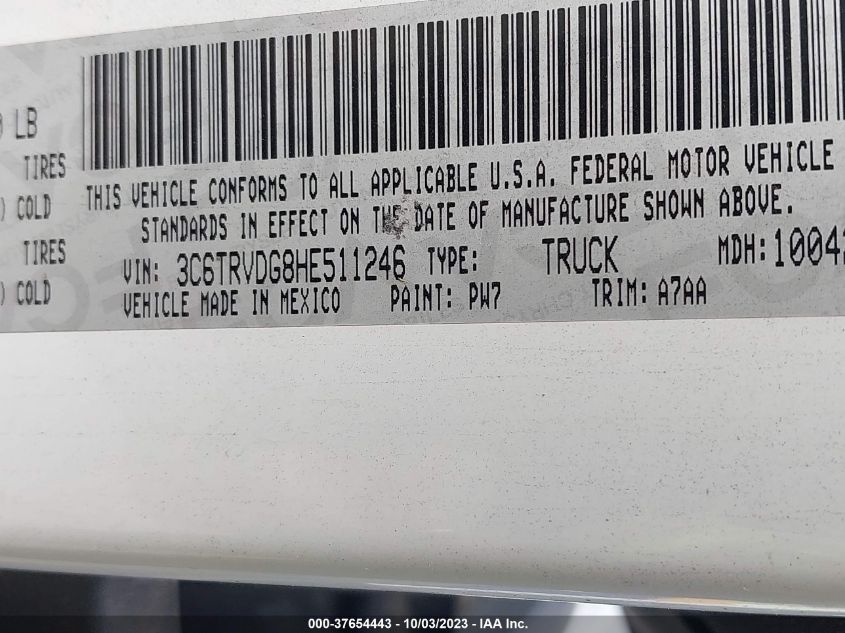 LB
TIRES
) COLD
TIRES
) COLD
THIS VEHICLE CONFORMS TO ALL APPLICABLE U.S.A. FEDERAL MOTOR VEHICLE
STANDARDS IN EFFECT ON THE DATE OF MANUFACTURE SHOWN ABOVE.
VIN: 3C6TRVDG8HE511246 TYPE: TRUCK MDH: 10042
VEHICLE MADE IN MEXICO PAINT: PW7 TRIM: A7AA
000-37654443 - 10/03/2023 - IAA Inc.